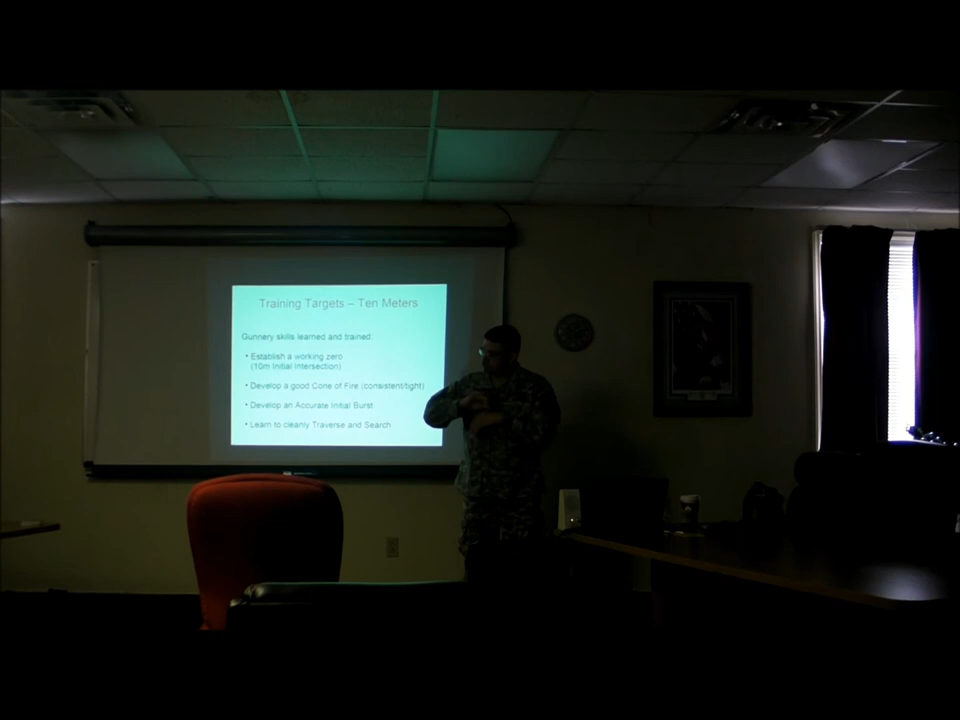 Training Targets – Ten Meters
Gunnery skills learned and trained:
• Establish a working zero
(10m Initial Intersection)
• Develop a good Cone of Fire (consistent/tight)
• Develop an Accurate Initial Burst
• Learn to cleanly Traverse and Search